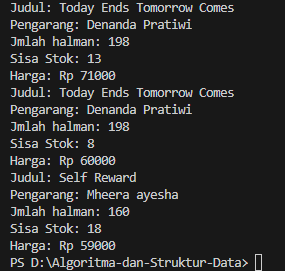 Judul: Today Ends Tomorrow Comes
Pengarang: Denanda Pratiwi
Jmlah halman: 198
Sisa Stok: 13
Harga: Rp 71000
Judul: Today Ends Tomorrow Comes
Pengarang: Denanda Pratiwi
Jmlah halman: 198
Sisa Stok: 8
Harga: Rp 60000
Judul: Self Reward
Pengarang: Mheera ayesha
Jmlah halman: 160
Sisa Stok: 18
Harga: Rp 59000
PS D:\Algoritma-dan-Struktur-Data>